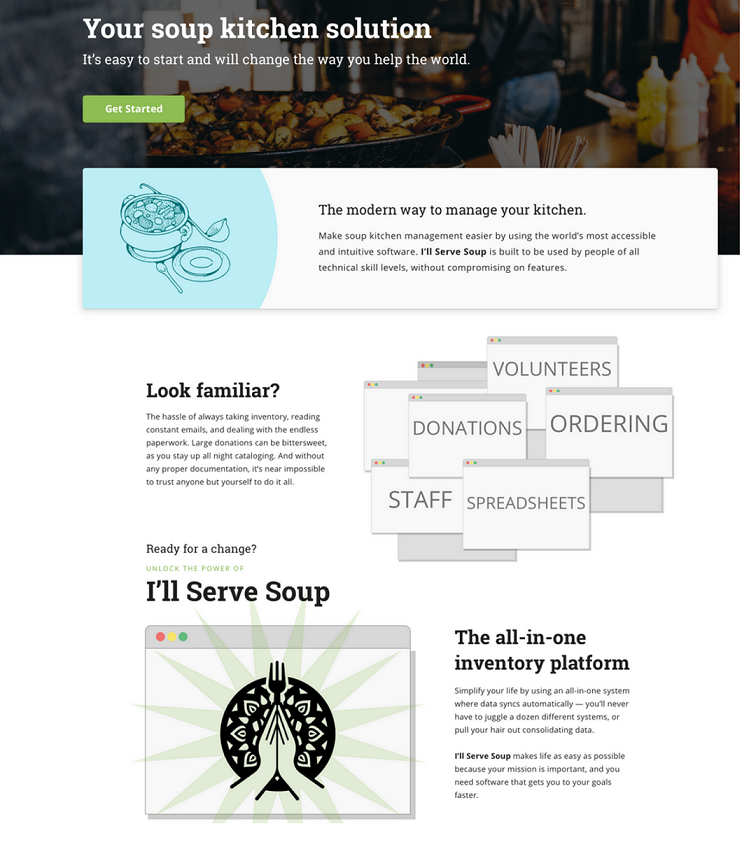 Your soup kitchen solution
It’s easy to start and will change the way you help the world.
Get Started
The modern way to manage your kitchen.
Make soup kitchen management easier by using the world’s most accessible
and intuitive software. I’ll Serve Soup is built to be used by people of all
technical skill levels, without compromising on features.
Look familiar?
The hassle of always taking inventory, reading
constant emails, and dealing with the endless
paperwork. Large donations can be bittersweet,
as you stay up all night cataloging. And without
any proper documentation, it’s near impossible
to trust anyone but yourself to do it all.
VOLUNTEERS
DONATIONS
ORDERING
STAFF
SPREADSHEETS
Ready for a change?
UNLOCK THE POWER OF
I’ll Serve Soup
The all-in-one
inventory platform
Simplify your life by using an all-in-one system
where data syncs automatically — you’ll never
have to juggle a dozen different systems, or
pull your hair out consolidating data.
I’ll Serve Soup makes life as easy as possible
because your mission is important, and you
need software that gets you to your goals
faster.